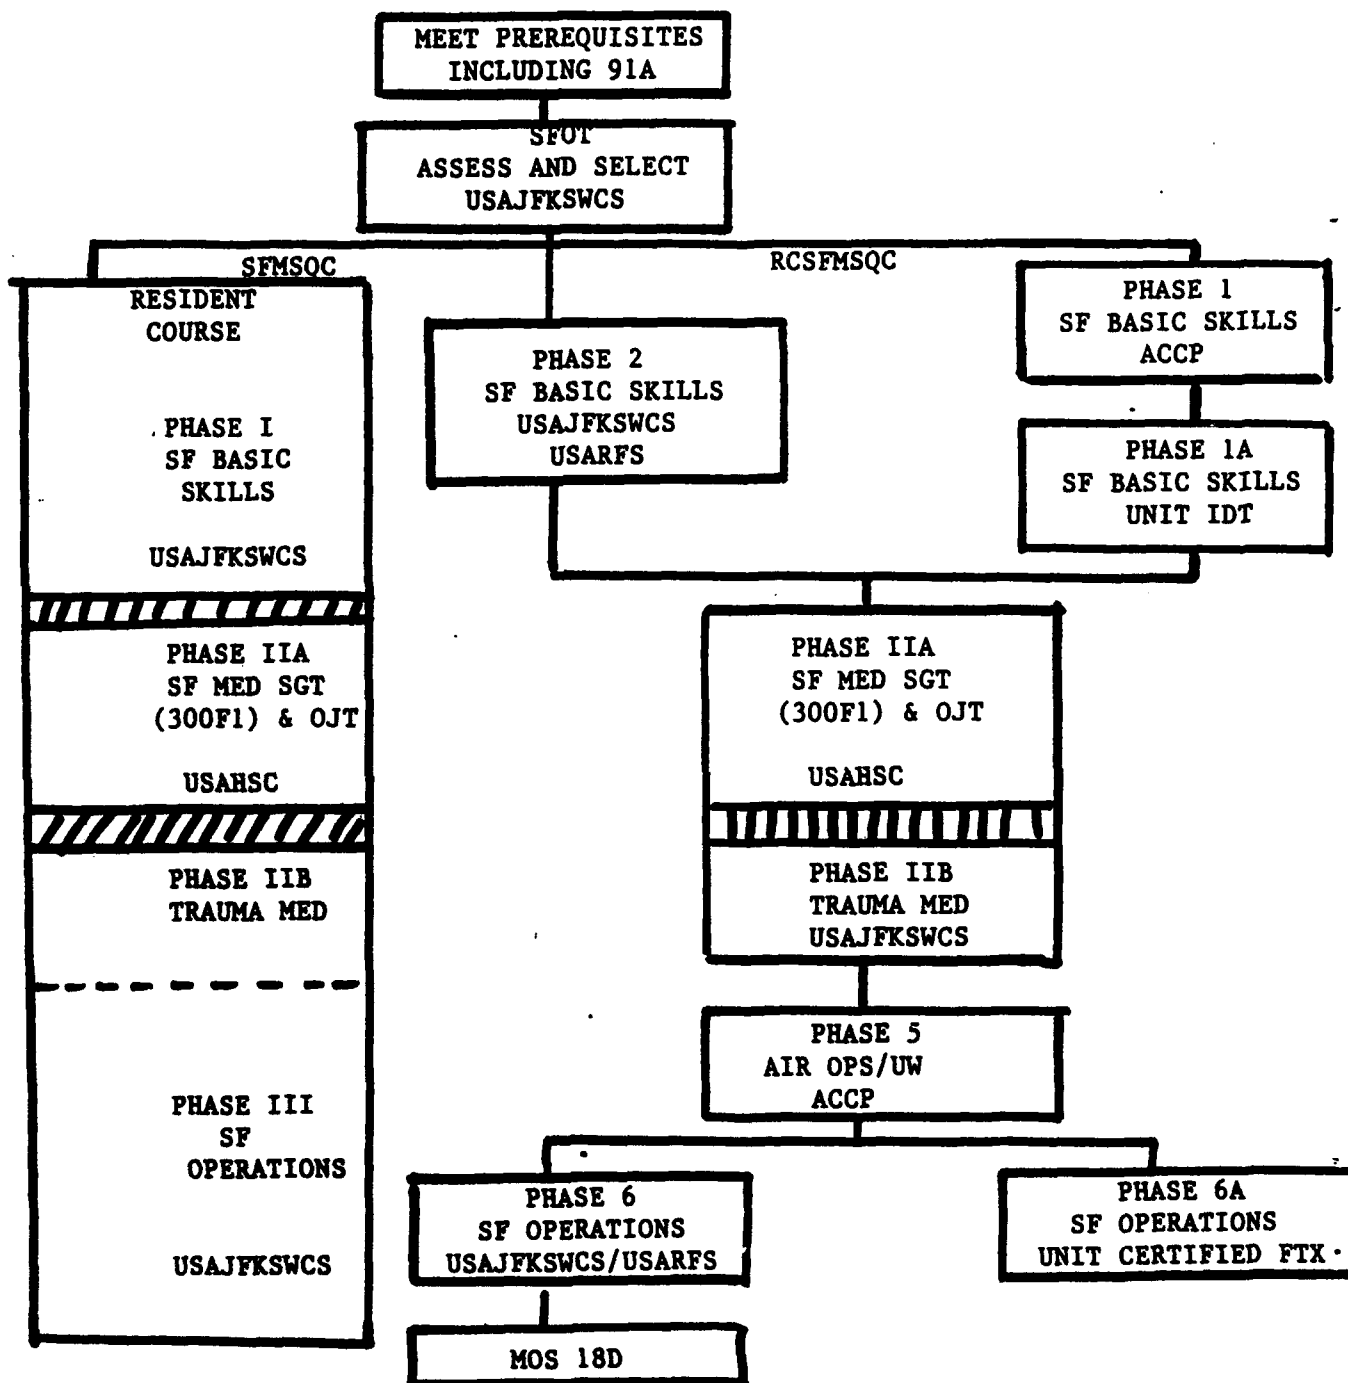 MEET PREREQUISITES
INCLUDING 91A
SFOT
ASSESS AND SELECT
USAJFKSWCS
SFMSQC
RCSFMSQC
RESIDENT
COURSE
PHASE I
SF BASIC
SKILLS
USAJFKSWCS
PHASE IIA
SF MED SGT
(300F1) & OJT
USAHSC
PHASE IIB
TRAUMA MED
PHASE III
SF
OPERATIONS
USAJFKSWCS
PHASE 2
SF BASIC SKILLS
USAJFKSWCS
USARFS
PHASE 1
SF BASIC SKILLS
ACCP
PHASE 1A
SF BASIC SKILLS
UNIT IDT
PHASE IIA
SF MED SGT
(300F1) & OJT
USAHSC
PHASE IIB
TRAUMA MED
USAJFKSWCS
PHASE 5
AIR OPS/UW
ACCP
PHASE 6
SF OPERATIONS
USAJFKSWCS/USARFS
PHASE 6A
SF OPERATIONS
UNIT CERTIFIED FTX
MOS 18D